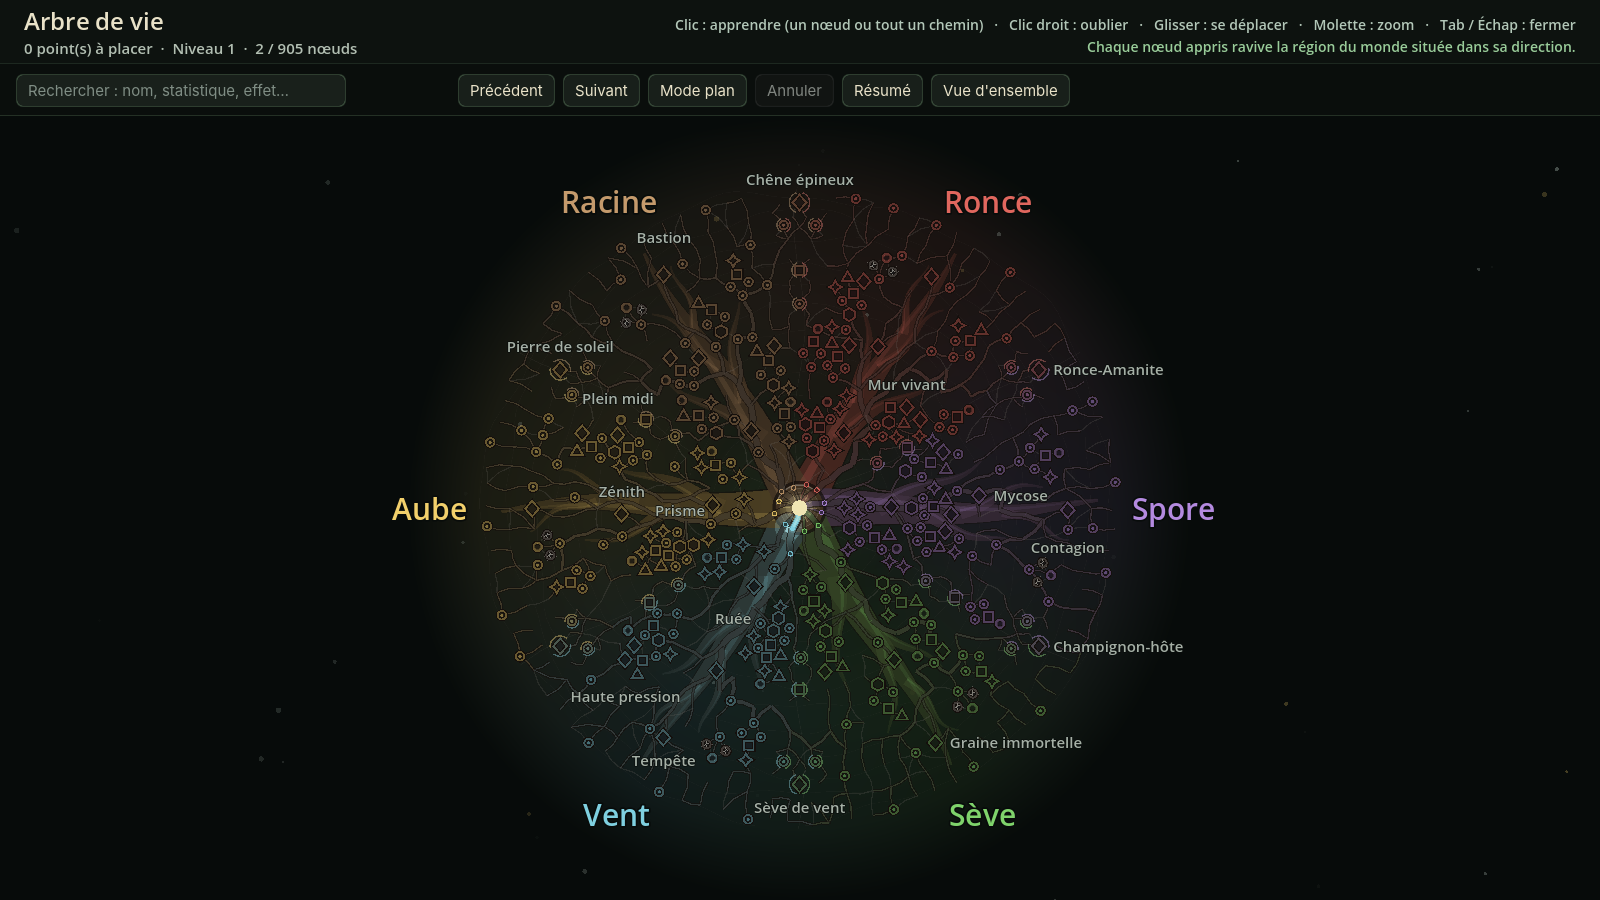 Arbre de vie
0 point(s) à placer · Niveau 1 · 2 / 905 nœuds
Clic : apprendre (un nœud ou tout un chemin) · Clic droit : oublier · Glisser : se déplacer · Molette : zoom · Tab / Échap : fermer
Chaque nœud appris ravive la région du monde située dans sa direction.
Rechercher : nom, statistique, effet...
Précédent
Suivant
Mode plan
Annuler
Résumé
Vue d'ensemble
Chêne épineux
Racine
Ronce
Bastion
Pierre de soleil
Ronce-Amanite
Mur vivant
Plein midi
Zénith
Mycose
Prisme
Aube
Spore
Contagion
Ruée
Champignon-hôte
Haute pression
Graine immortelle
Tempête
Sève de vent
Vent
Sève